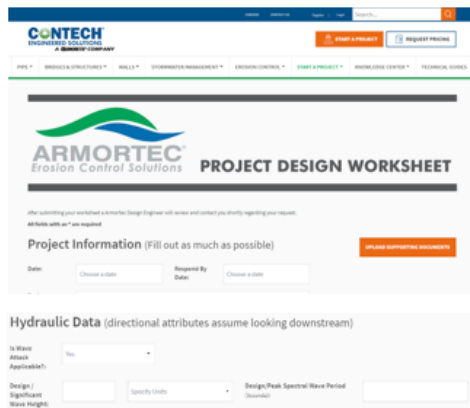 Search...
CONTECH
ENGINEERED SOLUTIONS
A QUIKRETE COMPANY
START A PROJECT
REQUEST PRICING
PIPE
BRIDGES & STRUCTURES
WALLS
STORMWATER MANAGEMENT
EROSION CONTROL
START A PROJECT
KNOWLEDGE CENTER
TECHNICAL GUIDES
ARMORTEC
Erosion Control Solutions
PROJECT DESIGN WORKSHEET
After submitting your worksheet a Armortec Design Engineer will review and contact you shortly regarding your request.
All fields with an * are required
Project Information (Fill out as much as possible)
UPLOAD SUPPORTING DOCUMENTS
Date:
Choose a date
Respond By
Date:
Choose a date
Hydraulic Data (directional attributes assume looking downstream)
Is Wave
Attack
Applicable?:
Yes
Design /
Significant
Wave Height:
Specify Units
Design/Peak Spectral Wave Period
(Seconds):